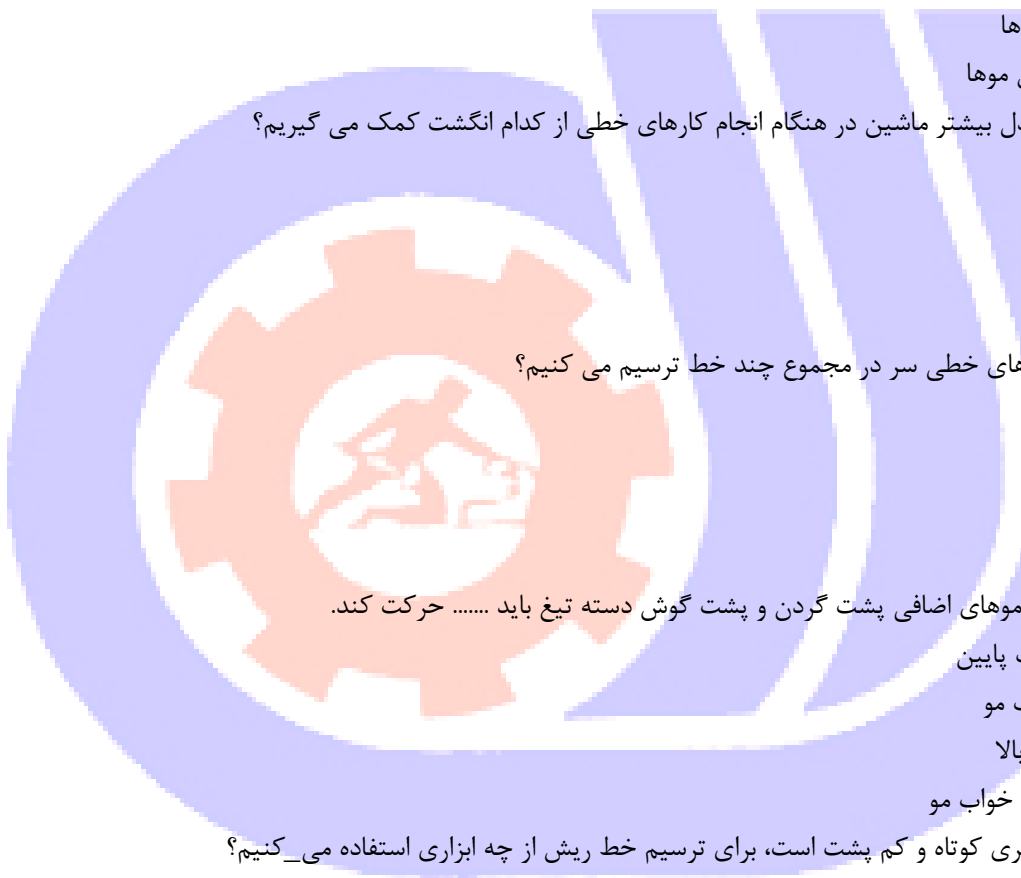 ها
موها
بیشتر ماشین در هنگام انجام کارهای خطی از کدام انگشت کمک می گیریم؟
های خطی سر در مجموع چند خط ترسیم می کنیم؟
موهای اضافی پشت گردن و پشت گوش دسته تیغ باید ....... حرکت کند.
پایین
مو
بالا
خواب مو
کوتاه و کم پشت است، برای ترسیم خط ریش از چه ابزاری استفاده می_کنیم؟